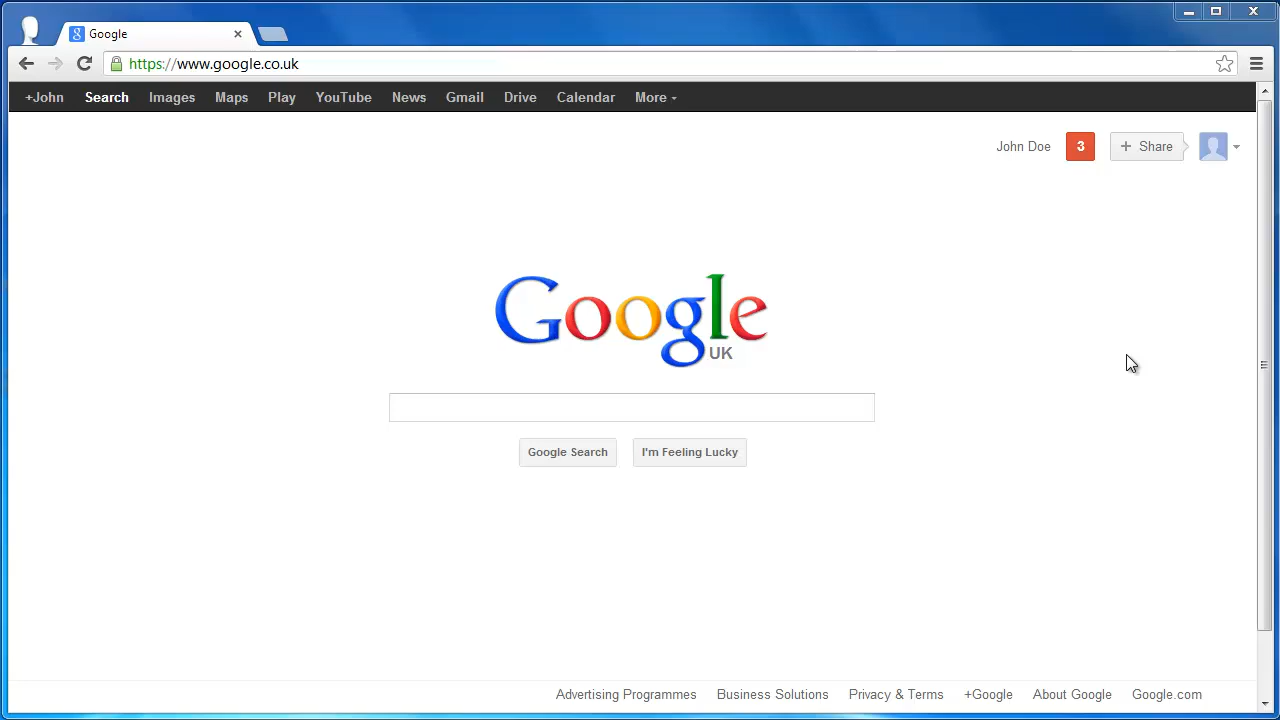 Google
https://www.google.co.uk
+John Search Images Maps Play YouTube News Gmail Drive Calendar More
John Doe 3 + Share
Google
UK
Google Search I'm Feeling Lucky
Advertising Programmes Business Solutions Privacy & Terms +Google About Google Google.com